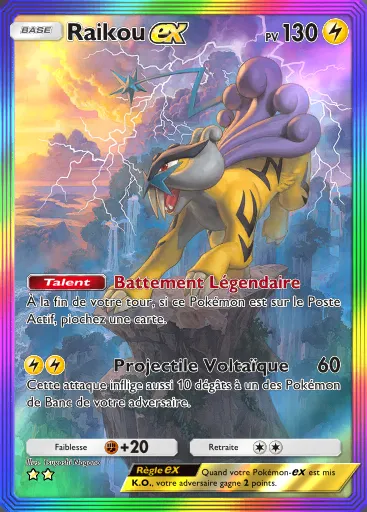 BASE Raikou ex PV 130
Talent Battement Légendaire
À la fin de votre tour, si ce Pokémon est sur le Poste
Actif, piochez une carte.
Projectile Voltaïque 60
Cette attaque inflige aussi 10 dégâts à un des Pokémon
de Banc de votre adversaire.
Faiblesse +20 Retraite
Illus. Tsuyoshi Nagano
Règle ex Quand votre Pokémon-ex est mis
K.O., votre adversaire gagne 2 points.